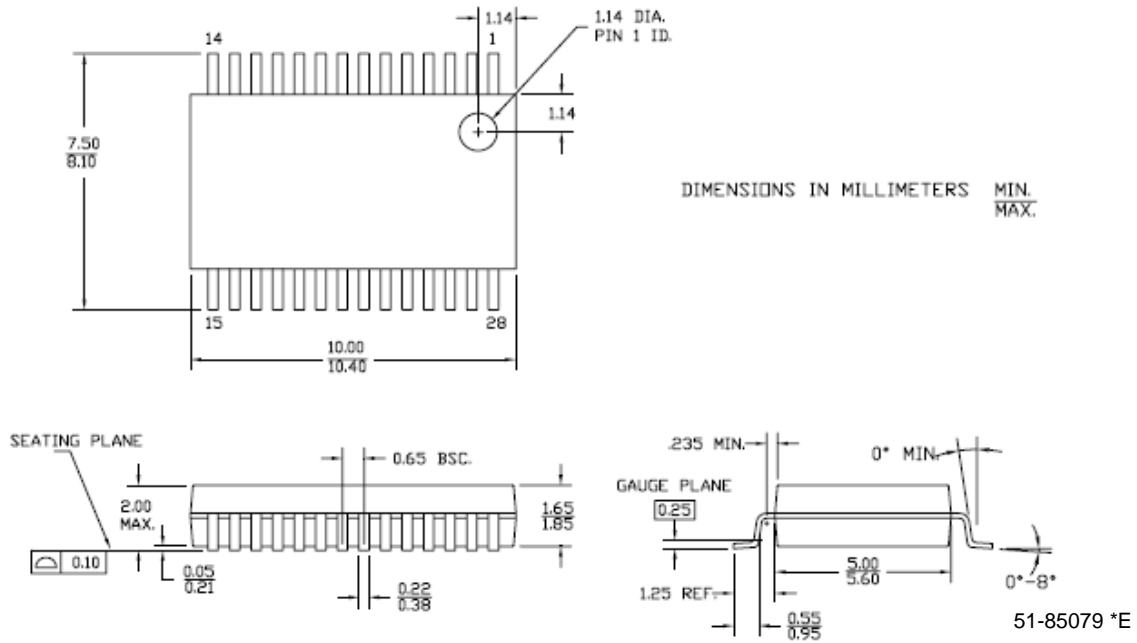 1.14
1.14 DIA.
PIN 1 ID.
14
1
1.14
7.50
8.10
DIMENSIONS IN MILLIMETERS MIN.
MAX.
15
28
10.00
10.40
SEATING PLANE
0.65 BSC.
2.00
MAX.
1.65
1.85
0.10
0.05
0.21
0.22
0.38
.235 MIN.
0° MIN.
GAUGE PLANE
0.25
5.00
5.60
0°-8°
1.25 REF.
0.55
0.95
51-85079 *E